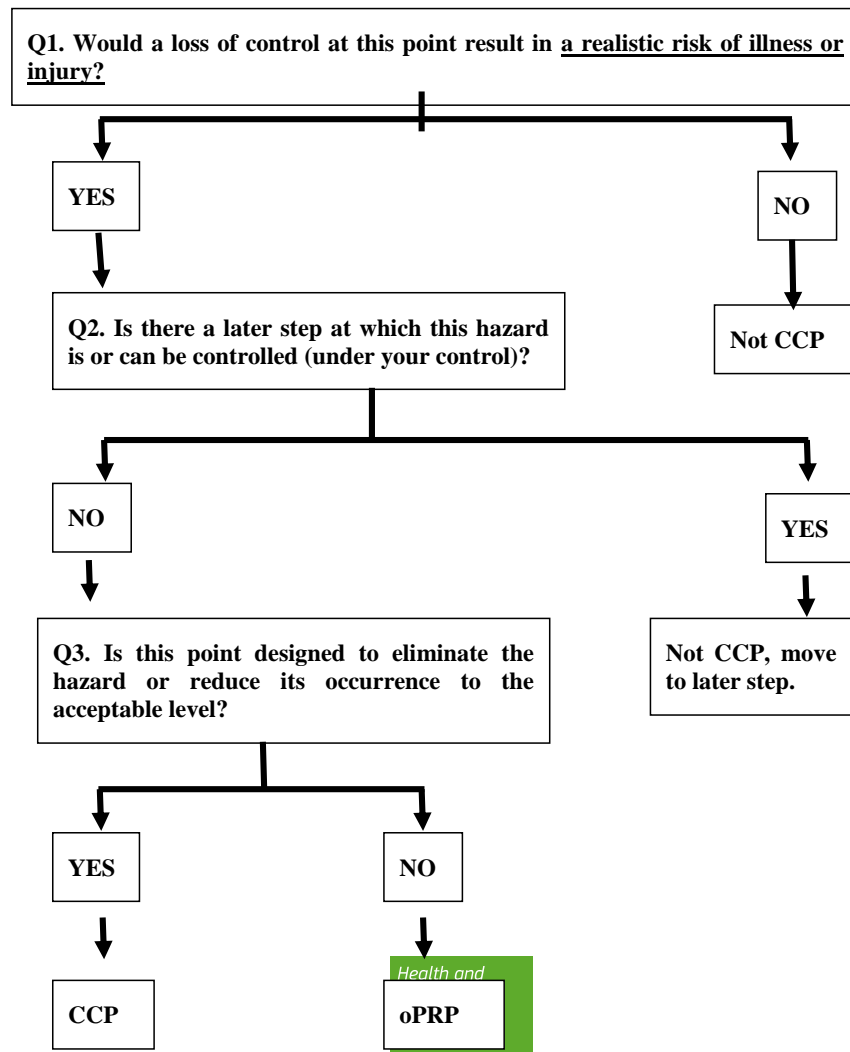 Q1. Would a loss of control at this point result in a realistic risk of illness or
injury?
YES
NO
Q2. Is there a later step at which this hazard
is or can be controlled (under your control)?
Not CCP
NO
YES
Q3. Is this point designed to eliminate the
hazard or reduce its occurrence to the
acceptable level?
Not CCP, move
to later step.
YES
NO
Health and
CCP
oPRP